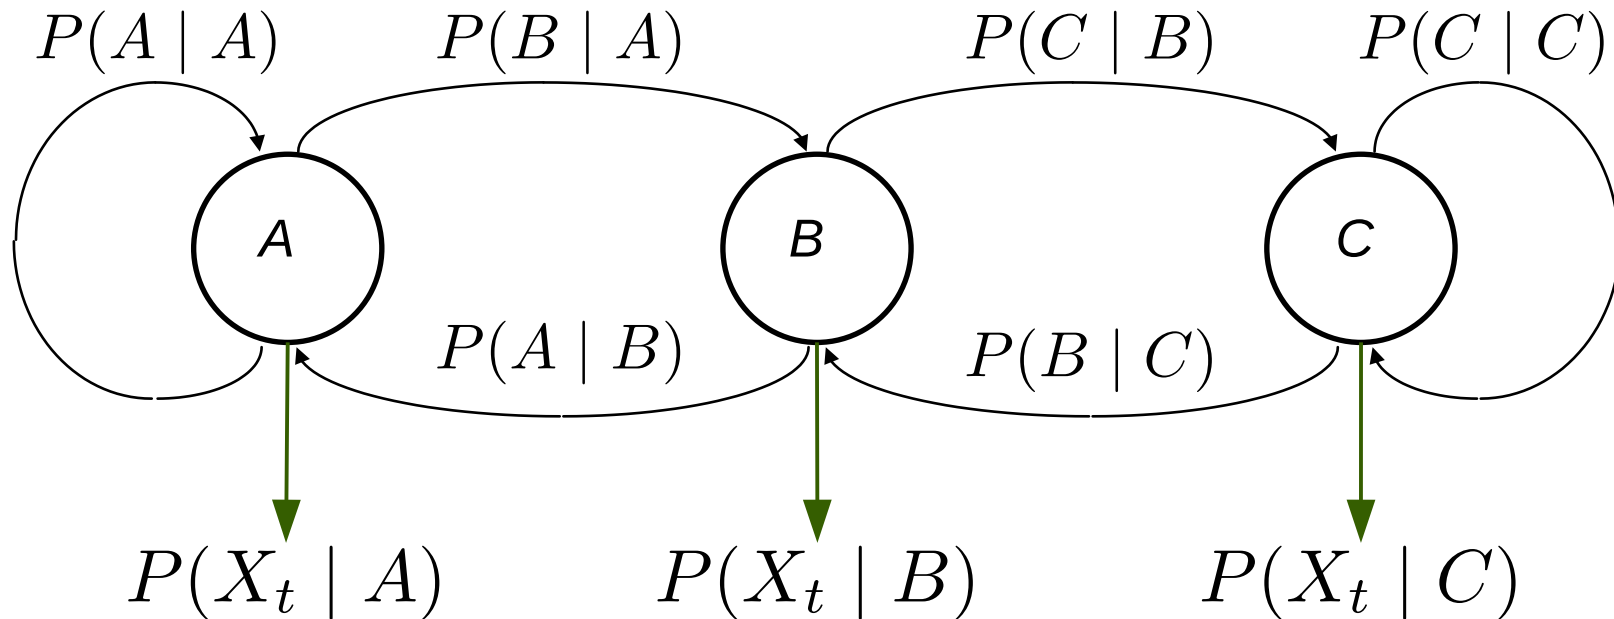 P(A | A) P(B | A) P(C | B) P(C | C)
A B C
P(A | B) P(B | C)
P(X_t | A) P(X_t | B) P(X_t | C)